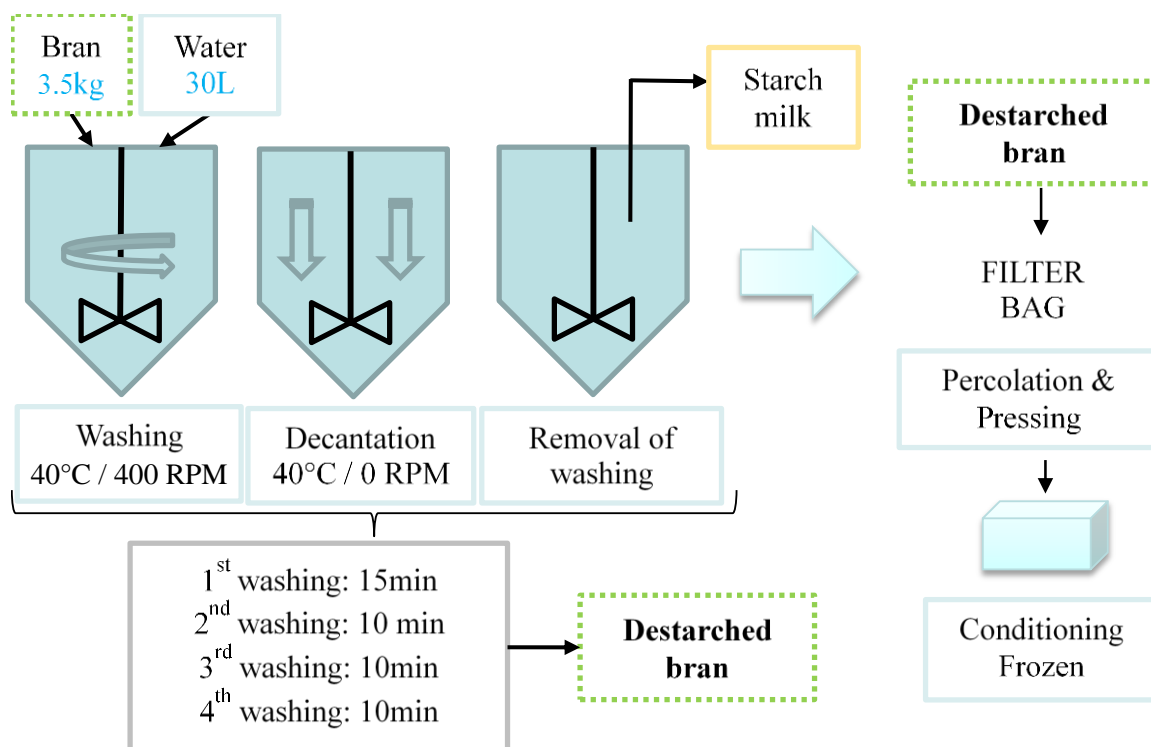 Bran
3.5kg
Water
30L
Starch
milk
Destarched
bran
FILTER
BAG
Percolation &
Pressing
Washing
40°C / 400 RPM
Decantation
40°C / 0 RPM
Removal of
washing
1st washing: 15min
2nd washing: 10 min
3rd washing: 10min
4th washing: 10min
Destarched
bran
Conditioning
Frozen